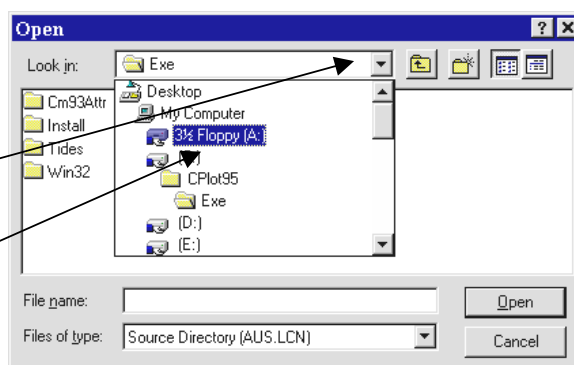 Open
Look in: Exe
Cm93Attr
Install
Tides
Win32
Desktop
My Computer
3½ Floppy (A:)
CPlot95
Exe
(D:)
(E:)
File name:
Open
Files of type: Source Directory (AUS.LCN)
Cancel